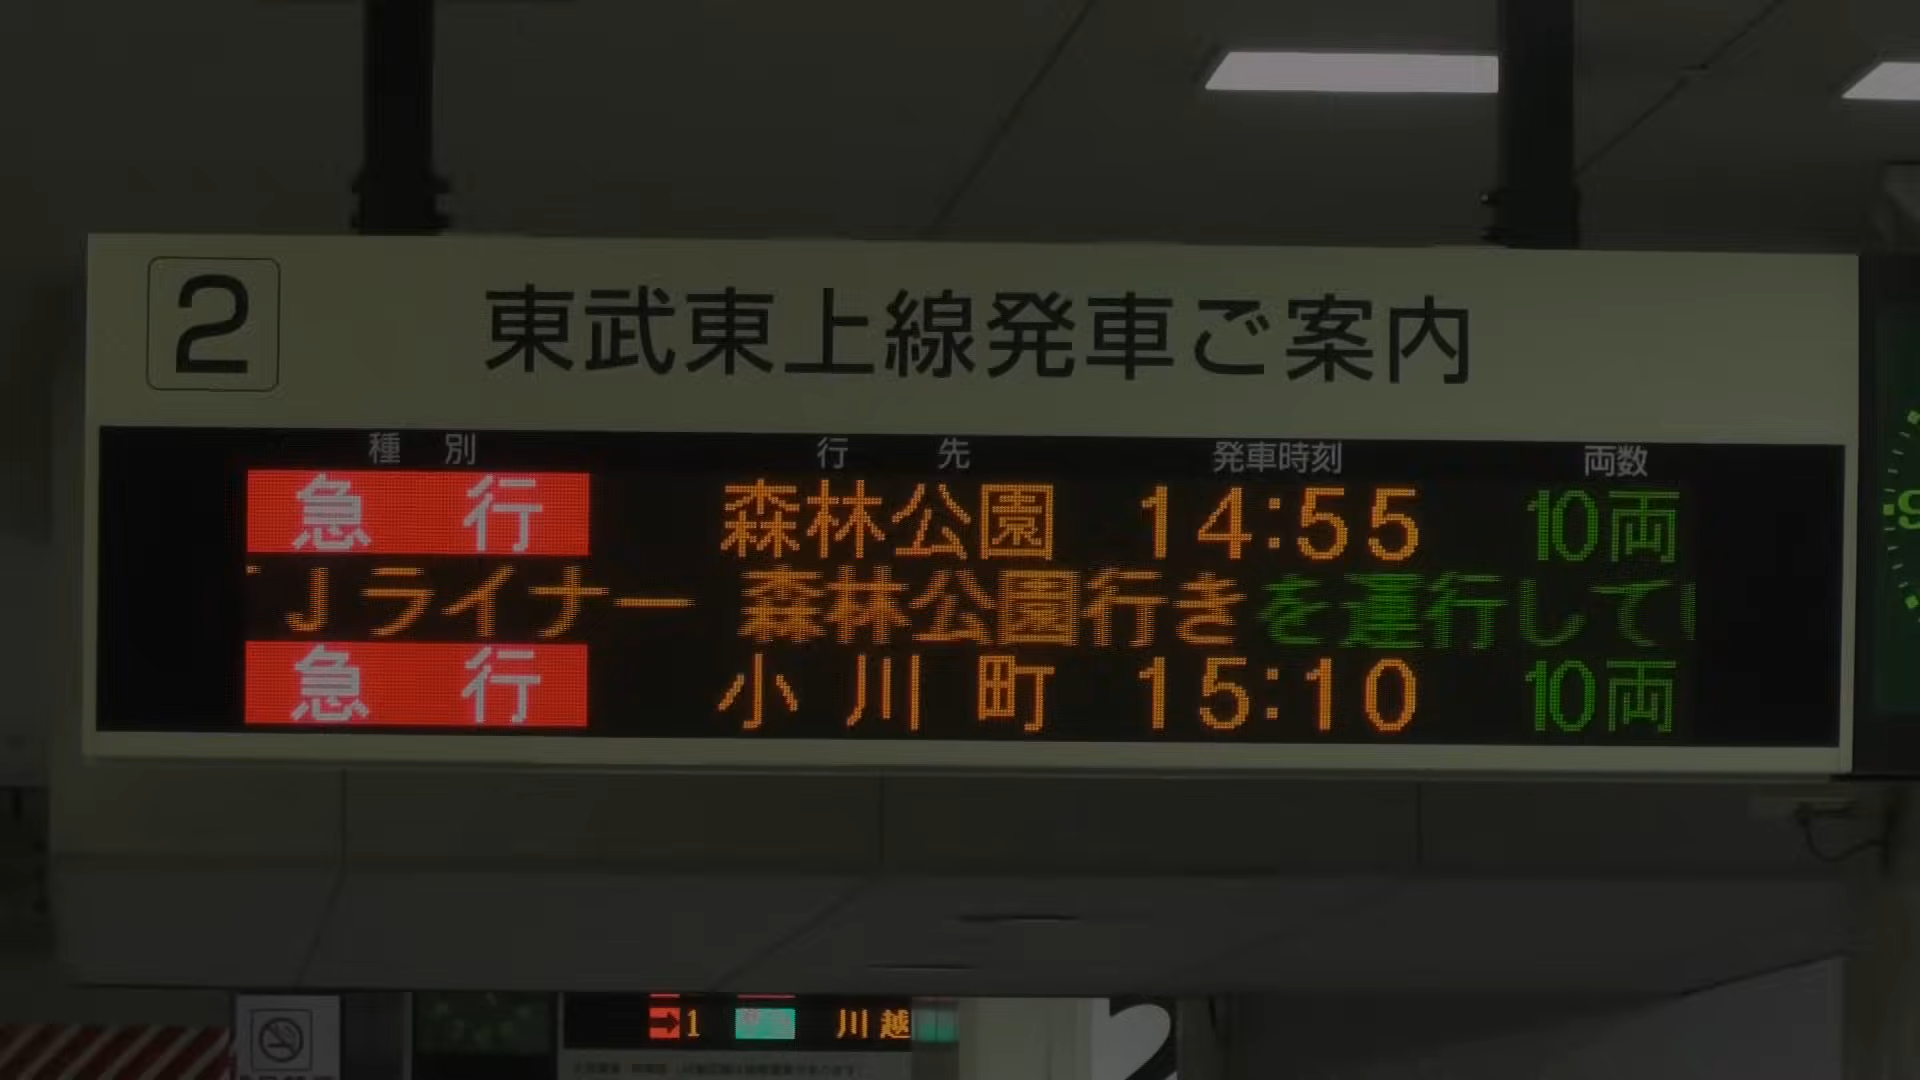 2 東武東上線発車ご案内
種別 行先 発車時刻 両数
急行 森林公園 14:55 10両
TJライナー 森林公園行きを運行してい
急行 小川町 15:10 10両
1 川越
2